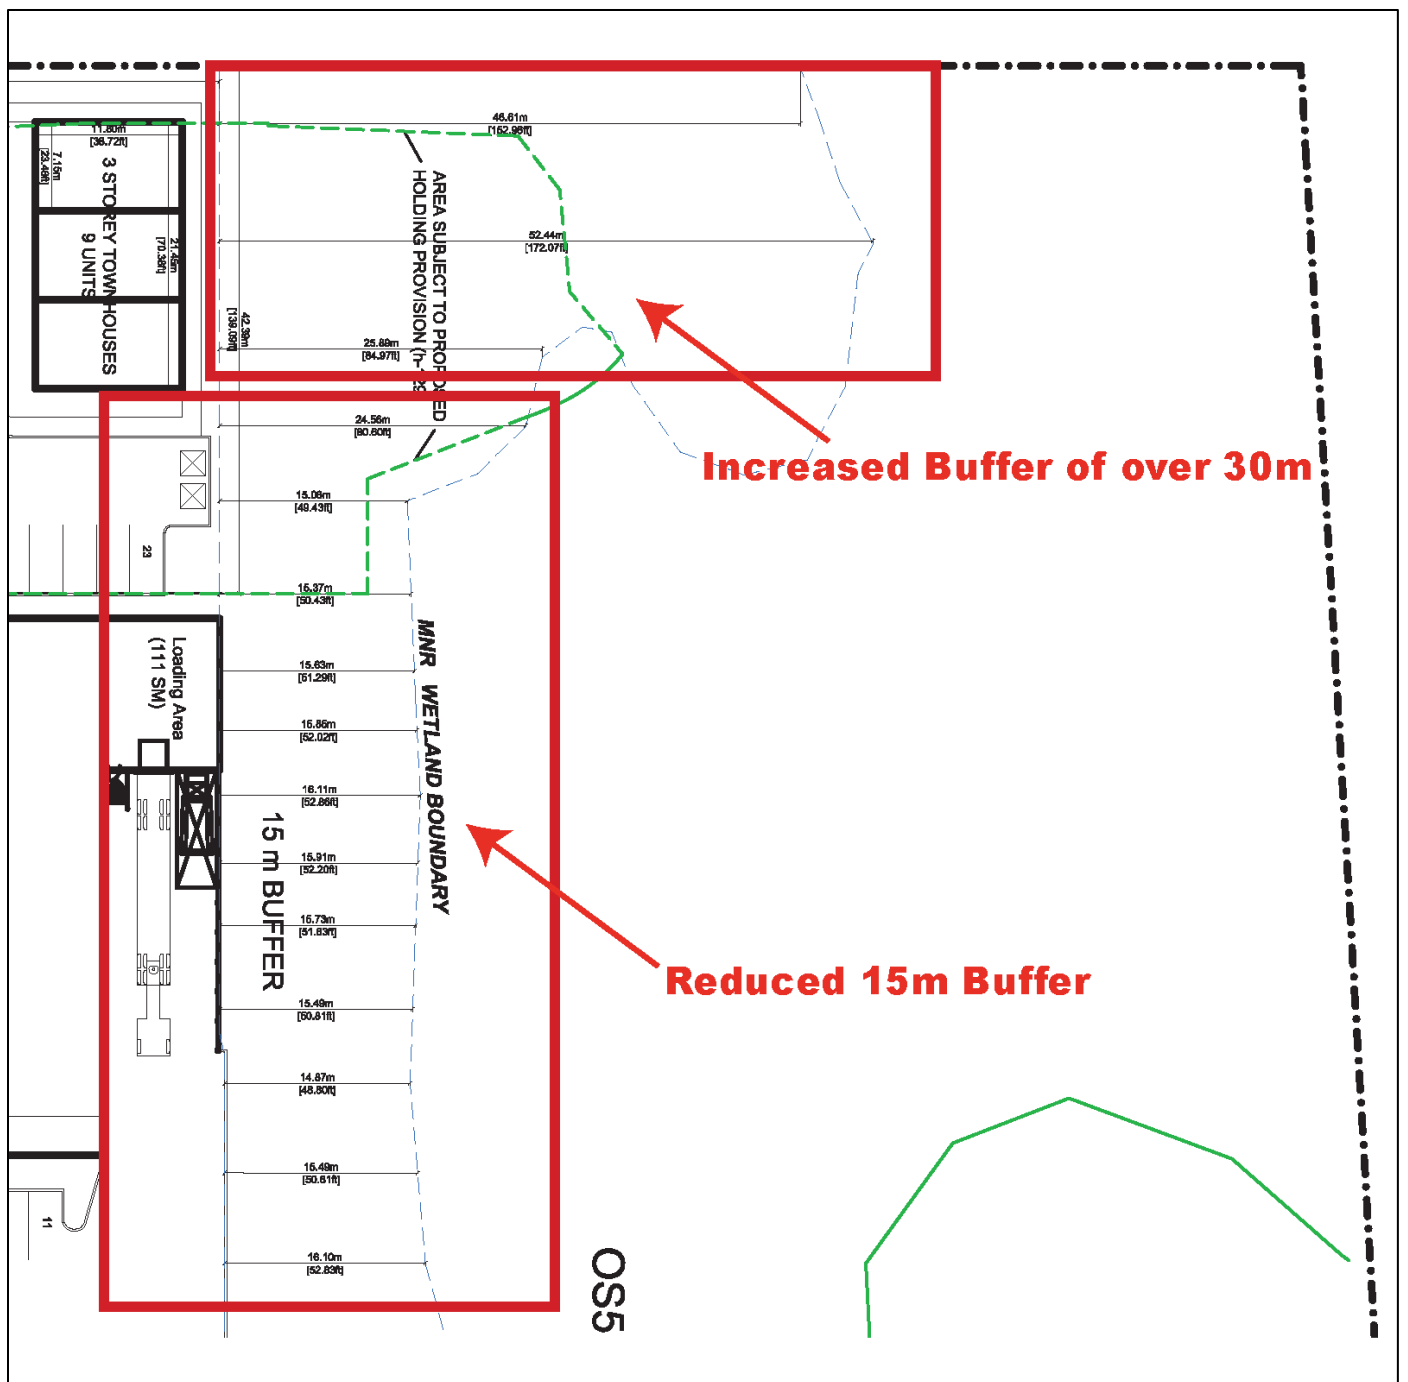 46.61m
[152.96ft]
11.80m
[38.72ft]
7.15m
[23.46ft]
3 STOREY TOWNHOUSES
9 UNITS
21.45m
[70.38ft]
AREA SUBJECT TO PROPOSED
HOLDING PROVISION (h-129
52.44m
[172.07ft]
42.39m
[139.09ft]
25.89m
[84.97ft]
24.56m
[80.60ft]
Increased Buffer of over 30m
15.06m
[49.43ft]
23
15.37m
[50.43ft]
Loading Area
(111 SM)
15.63m
[51.29ft]
MNR WETLAND BOUNDARY
15.86m
[52.02ft]
16.11m
[52.86ft]
15 m BUFFER
15.91m
[52.20ft]
15.73m
[51.63ft]
Reduced 15m Buffer
15.49m
[50.81ft]
14.87m
[48.80ft]
15.49m
[50.81ft]
11
16.10m
[52.83ft]
OS5